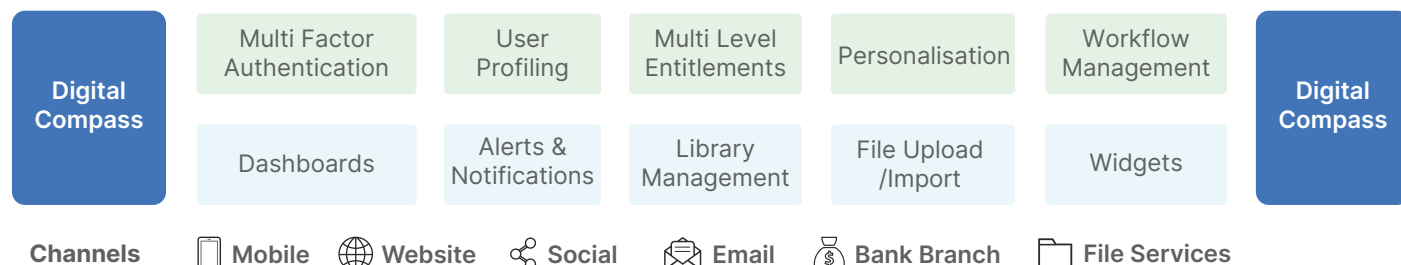 Digital
Compass
Multi Factor
Authentication
User
Profiling
Multi Level
Entitlements
Personalisation
Workflow
Management
Dashboards
Alerts &
Notifications
Library
Management
File Upload
/Import
Widgets
Digital
Compass
Channels
Mobile
Website
Social
Email
$
Bank Branch
File Services